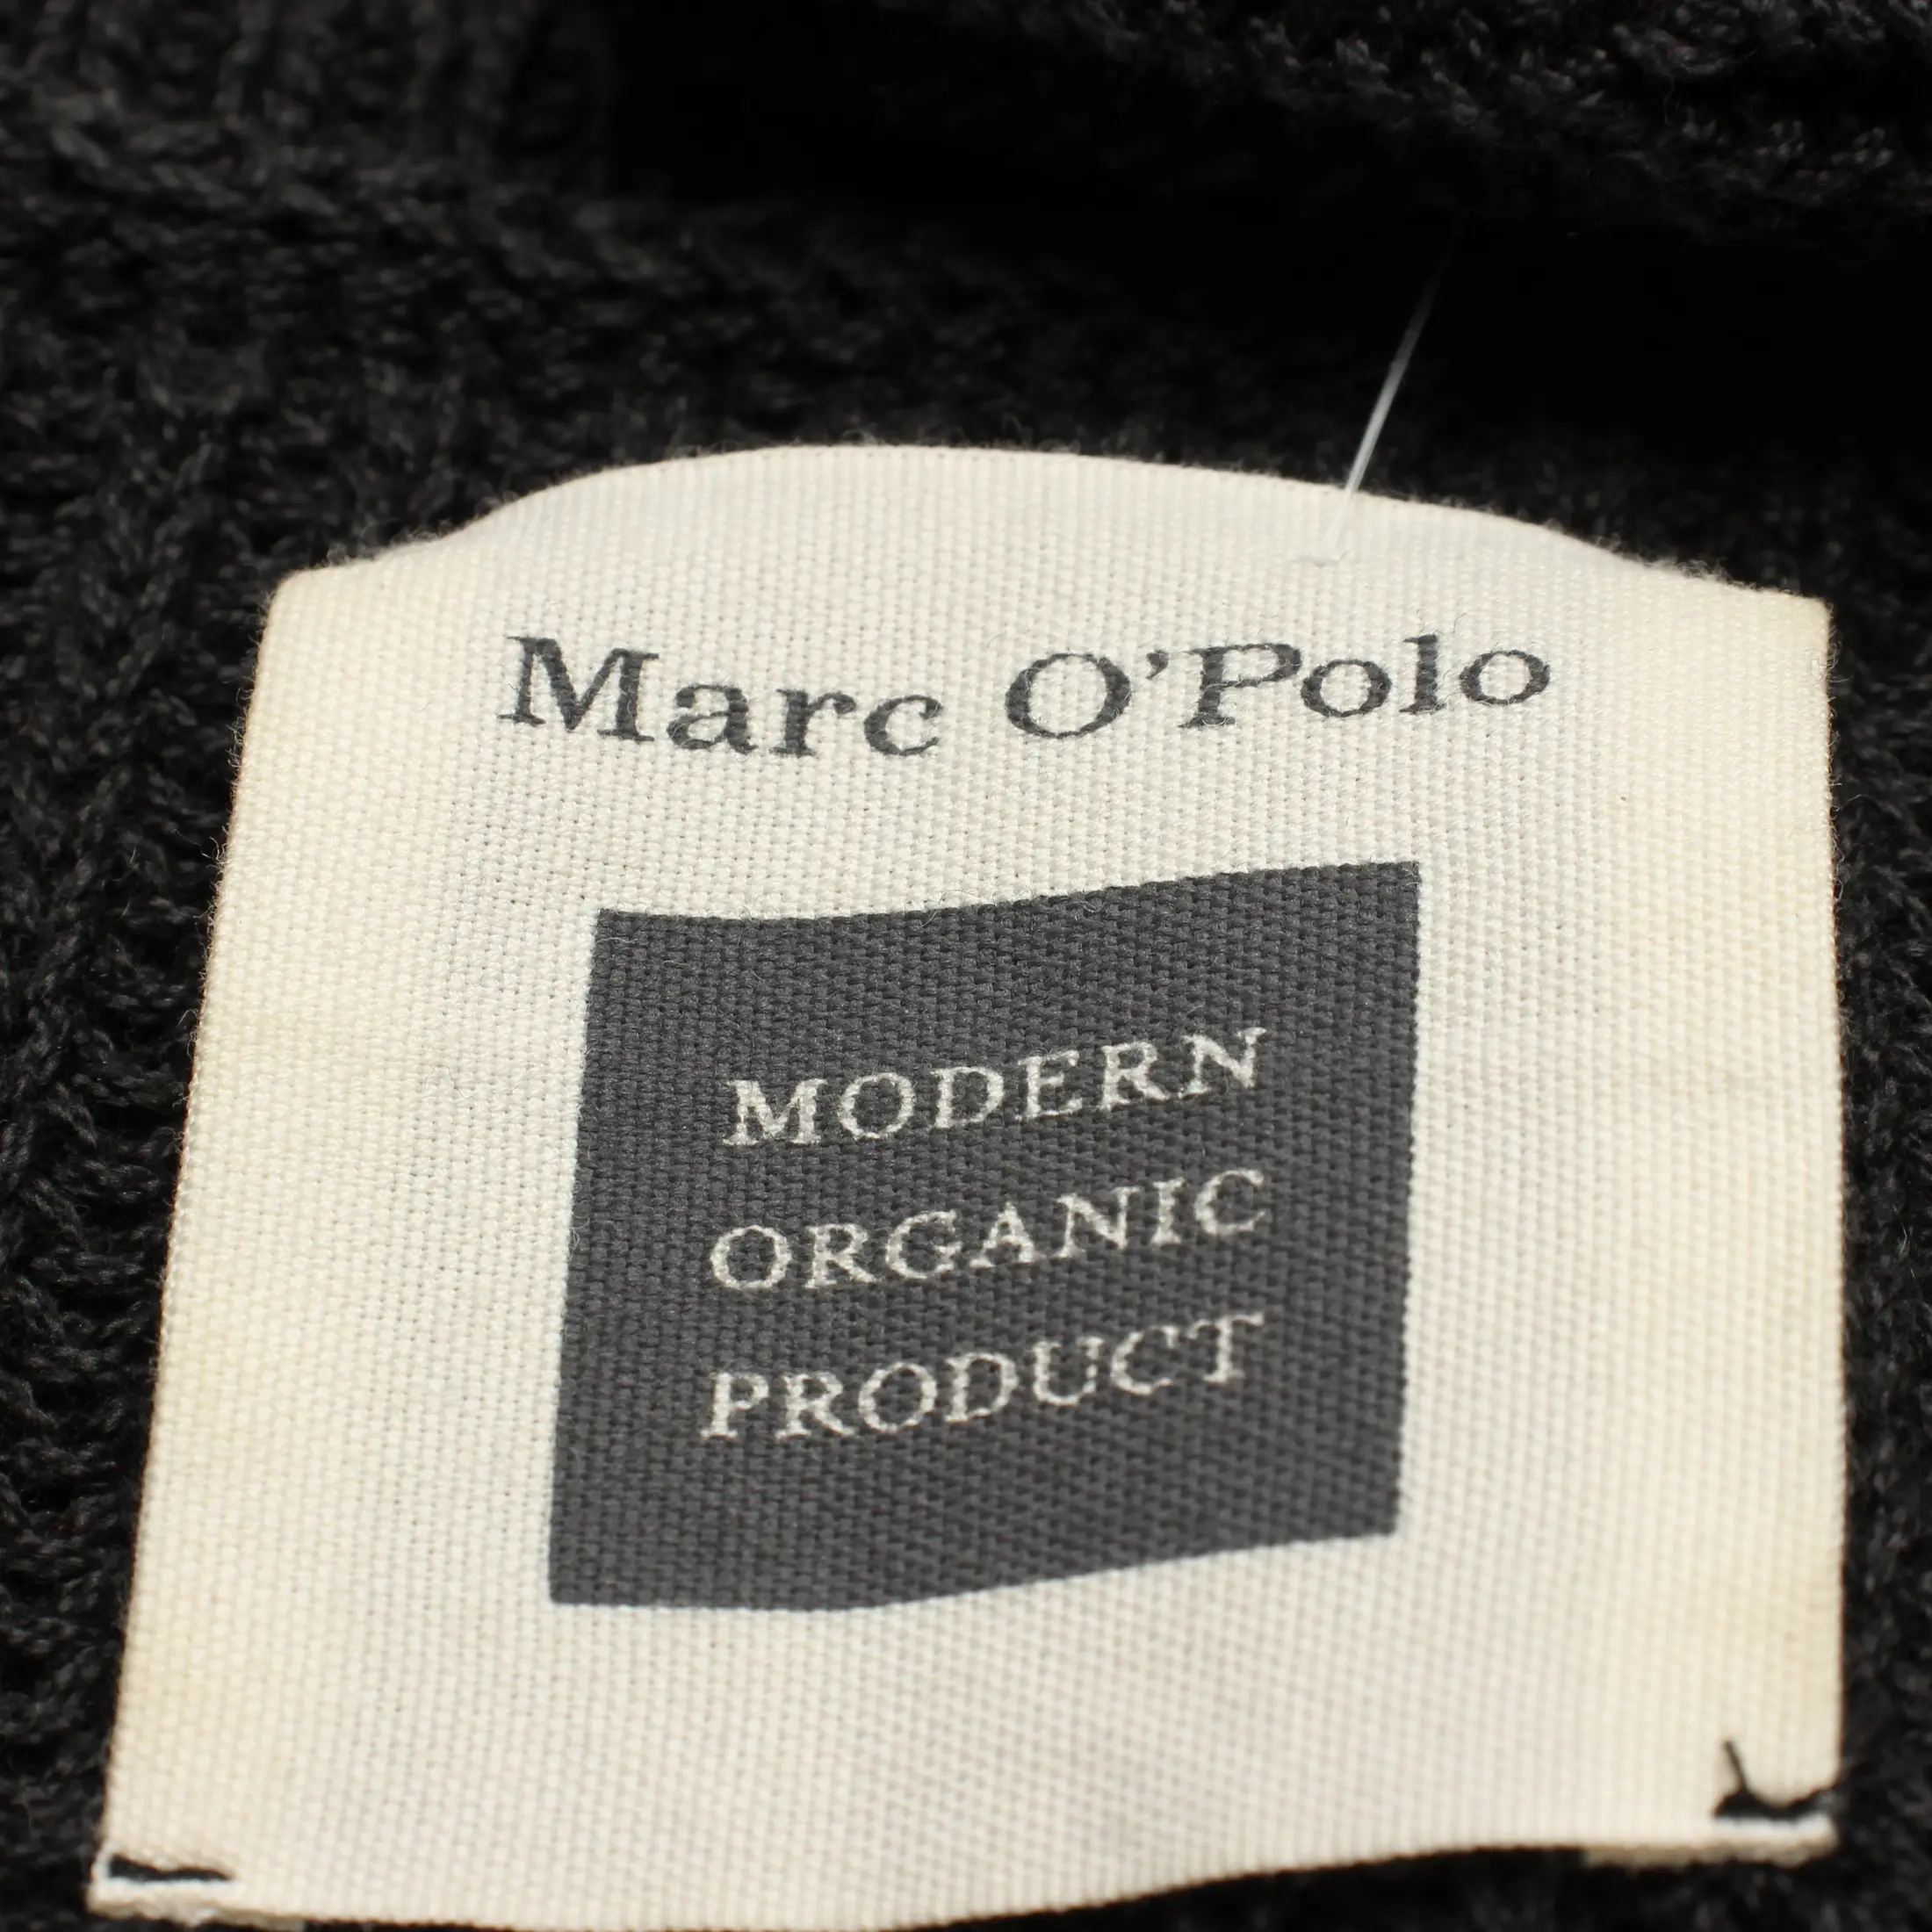 Marc O'Polo
MODERN
ORGANIC
PRODUCT